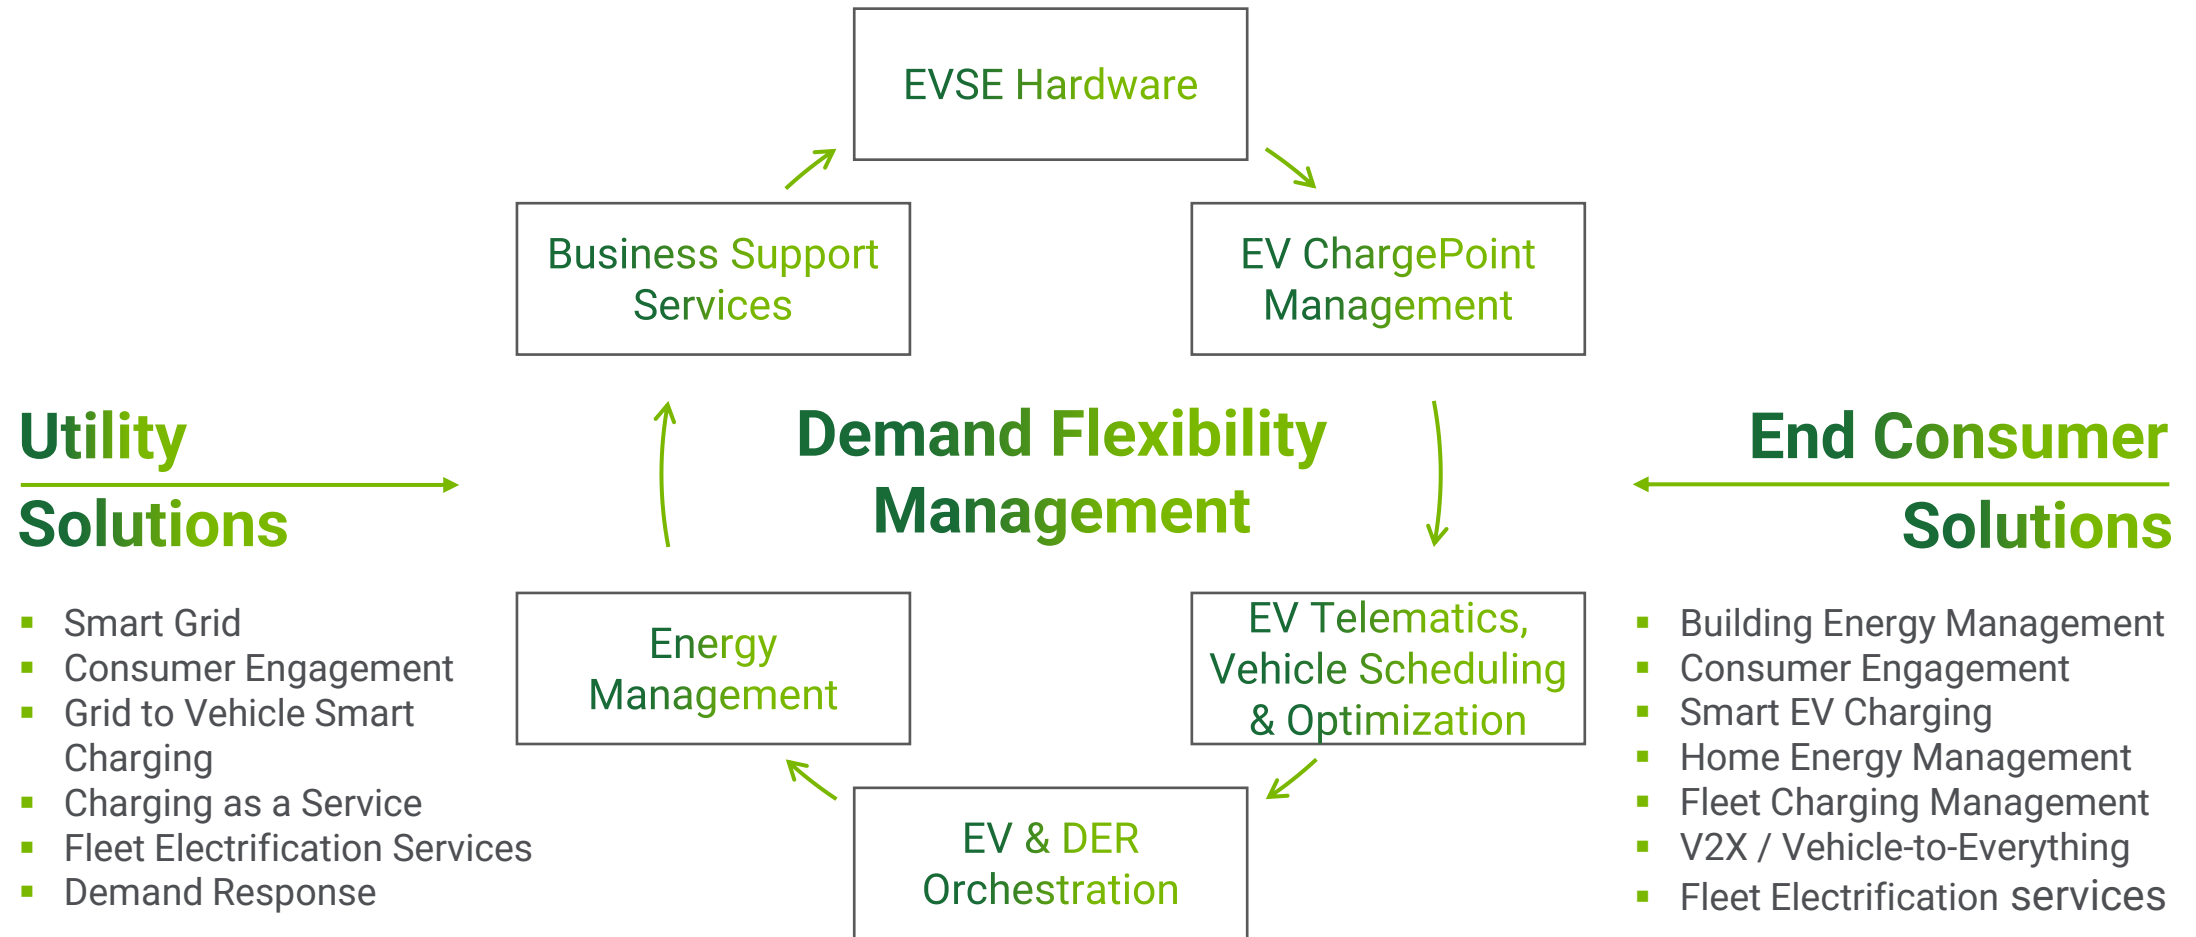 EVSE Hardware
Business Support
Services
EV ChargePoint
Management
Demand Flexibility
Management
Energy
Management
EV Telematics,
Vehicle Scheduling
& Optimization
EV & DER
Orchestration
Utility
Solutions
▪ Smart Grid
▪ Consumer Engagement
▪ Grid to Vehicle Smart
Charging
▪ Charging as a Service
▪ Fleet Electrification Services
▪ Demand Response
End Consumer
Solutions
▪ Building Energy Management
▪ Consumer Engagement
▪ Smart EV Charging
▪ Home Energy Management
▪ Fleet Charging Management
▪ V2X / Vehicle-to-Everything
▪ Fleet Electrification services